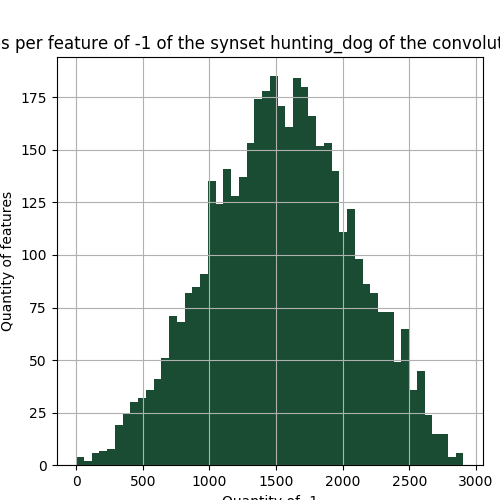 s per feature of -1 of the synset hunting_dog of the convolut
Quantity of features
175
150
125
100
75
50
25
0
0 500 1000 1500 2000 2500 3000
Quantity of -1